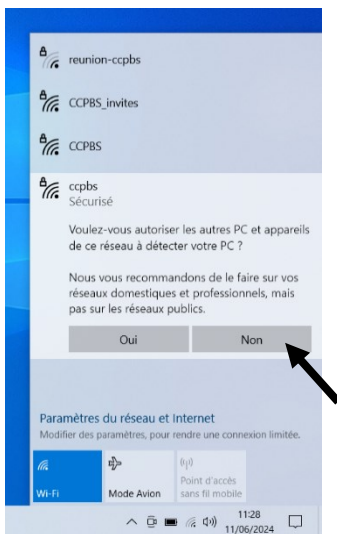 reunion-ccpbs
CCPBS_invites
CCPBS
ccpbs
Sécurisé
Voulez-vous autoriser les autres PC et appareils
de ce réseau à détecter votre PC ?
Nous vous recommandons de le faire sur vos
réseaux domestiques et professionnels, mais
pas sur les réseaux publics.
Oui
Non
Paramètres du réseau et Internet
Modifier des paramètres, pour rendre une connexion limitée.
Wi-Fi
Mode Avion
Point d'accès
sans fil mobile
11:28
11/06/2024